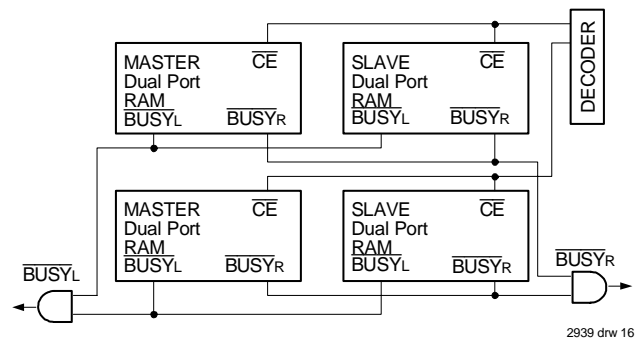 MASTER
Dual Port
RAM
BUSYL
CE
BUSYR
SLAVE
Dual Port
RAM
BUSYL
CE
BUSYR
DECODER
MASTER
Dual Port
RAM
BUSYL
CE
BUSYR
SLAVE
Dual Port
RAM
BUSYL
CE
BUSYR
BUSYL
BUSYR
2939 drw 16